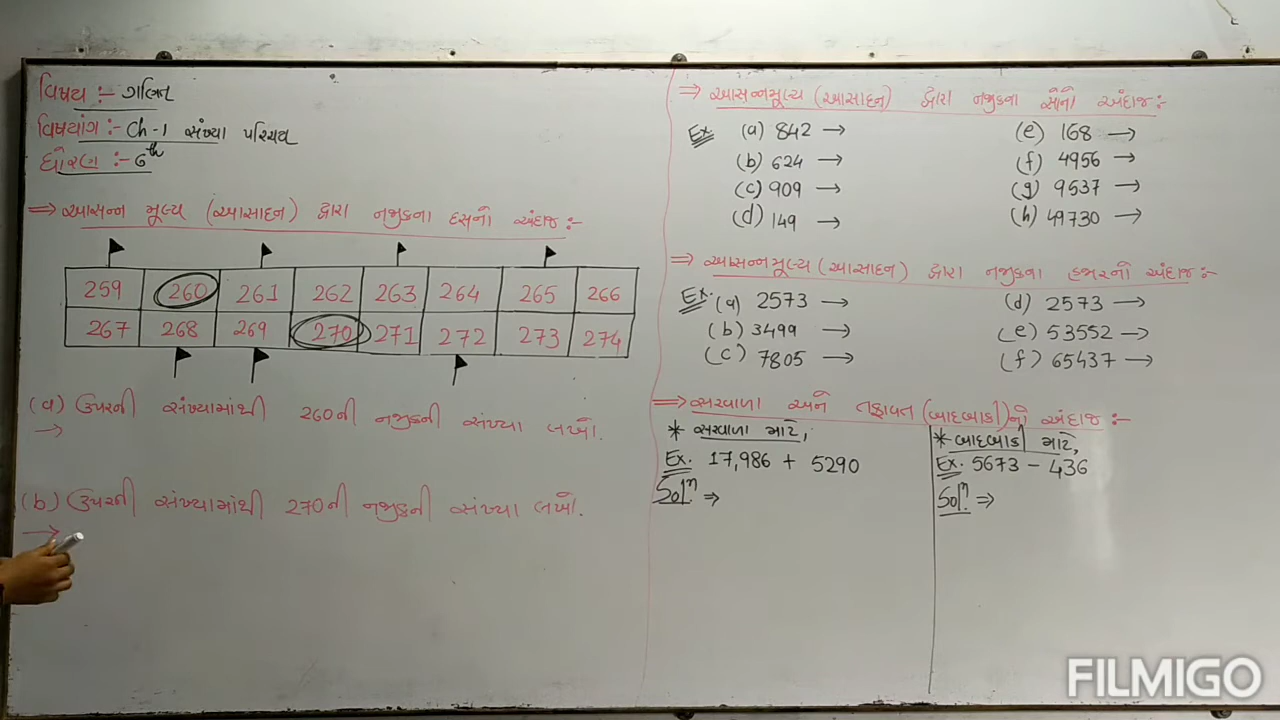 વિષય :- ગણિત
વિષયાંગ :- Ch-1 સંખ્યા પરિચય
ધોરણ :- 6th
⇒ આસન્ન મૂલ્ય (આસાદન) દ્વારા નજીકના દસનો અંદાજ :-
259 260 261 262 263 264 265 266
267 268 269 270 271 272 273 274
(a) ઉપરની સંખ્યામાંથી 260ની નજીકની સંખ્યા લખો.
→
(b) ઉપરની સંખ્યામાંથી 270ની નજીકની સંખ્યા લખો.
→
⇒ આસન્નમૂલ્ય (આસાદન) દ્વારા નજીકના સોનો અંદાજ :-
Ex (a) 842 → (e) 168 →
(b) 624 → (f) 4956 →
(c) 909 → (g) 9537 →
(d) 149 → (h) 49730 →
⇒ આસન્નમૂલ્ય (આસાદન) દ્વારા નજીકના હજારનો અંદાજ :-
Ex. (a) 2573 → (d) 2573 →
(b) 3499 → (e) 53552 →
(c) 7805 → (f) 65437 →
⇒ સરવાળા અને તફાવત (બાદબાકી)નો અંદાજ :-
* સરવાળા માટે,
Ex. 17,986 + 5290
Solⁿ ⇒
* બાદબાકી માટે,
Ex. 5673 - 436
Solⁿ. ⇒
FILMIGO